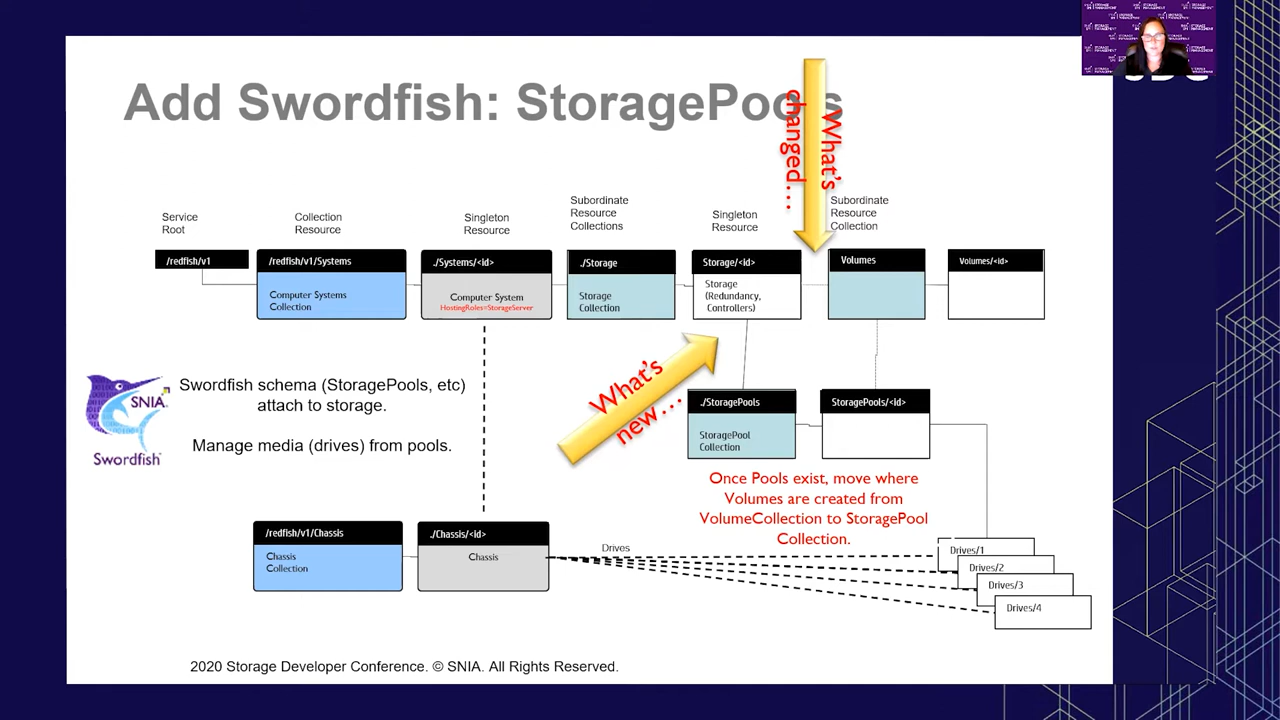 Add Swordfish: StoragePools
What's
changed…
Service
Root
Collection
Resource
Singleton
Resource
Subordinate
Resource
Collections
Singleton
Resource
Subordinate
Resource
Collection
/redfish/v1
/redfish/v1/Systems
Computer Systems
Collection
./Systems/<id>
Computer System
HostingRoles=StorageServer
./Storage
Storage
Collection
Storage/<id>
Storage
(Redundancy,
Controllers)
Volumes
Volumes/<id>
SNIA
Swordfish
Swordfish schema (StoragePools, etc)
attach to storage.
Manage media (drives) from pools.
What's
new…
./StoragePools
StoragePool
Collection
StoragePools/<id>
Once Pools exist, move where
Volumes are created from
VolumeCollection to StoragePool
Collection.
/redfish/v1/Chassis
Chassis
Collection
./Chassis/<id>
Chassis
Drives
Drives/1
Drives/2
Drives/3
Drives/4
2020 Storage Developer Conference. © SNIA. All Rights Reserved.